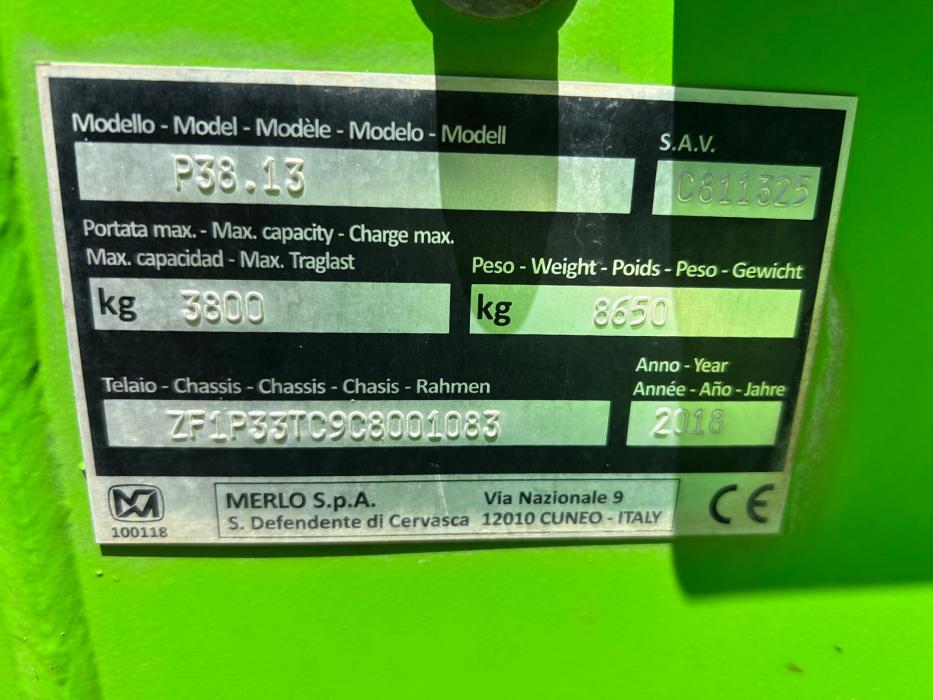 Modello - Model - Modèle - Modelo - Modell
S.A.V.
P38.13
C811325
Portata max. - Max. capacity - Charge max.
Max. capacidad - Max. Traglast
Peso - Weight - Poids - Peso - Gewicht
kg 3800
kg 8650
Anno - Year
Telaio - Chassis - Chassis - Chasis - Rahmen
Année - Año - Jahre
ZF1P33TC9C8001083
2018
MERLO S.p.A. Via Nazionale 9
S. Defendente di Cervasca 12010 CUNEO - ITALY
CE
100118